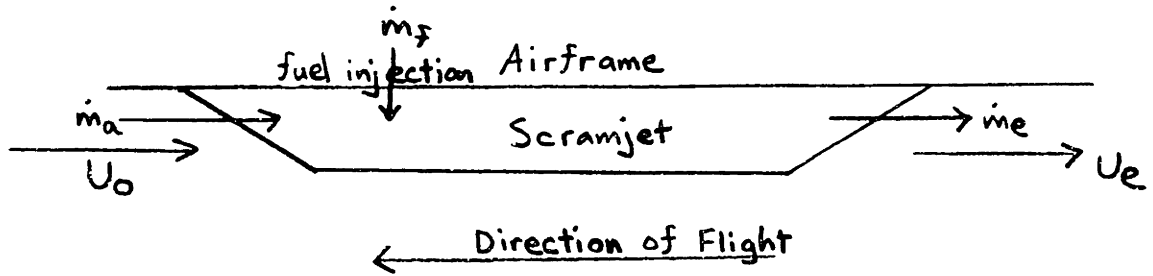 ṁf
fuel injection Airframe
ṁa
Scramjet
ṁe
U0
Ue
Direction of Flight